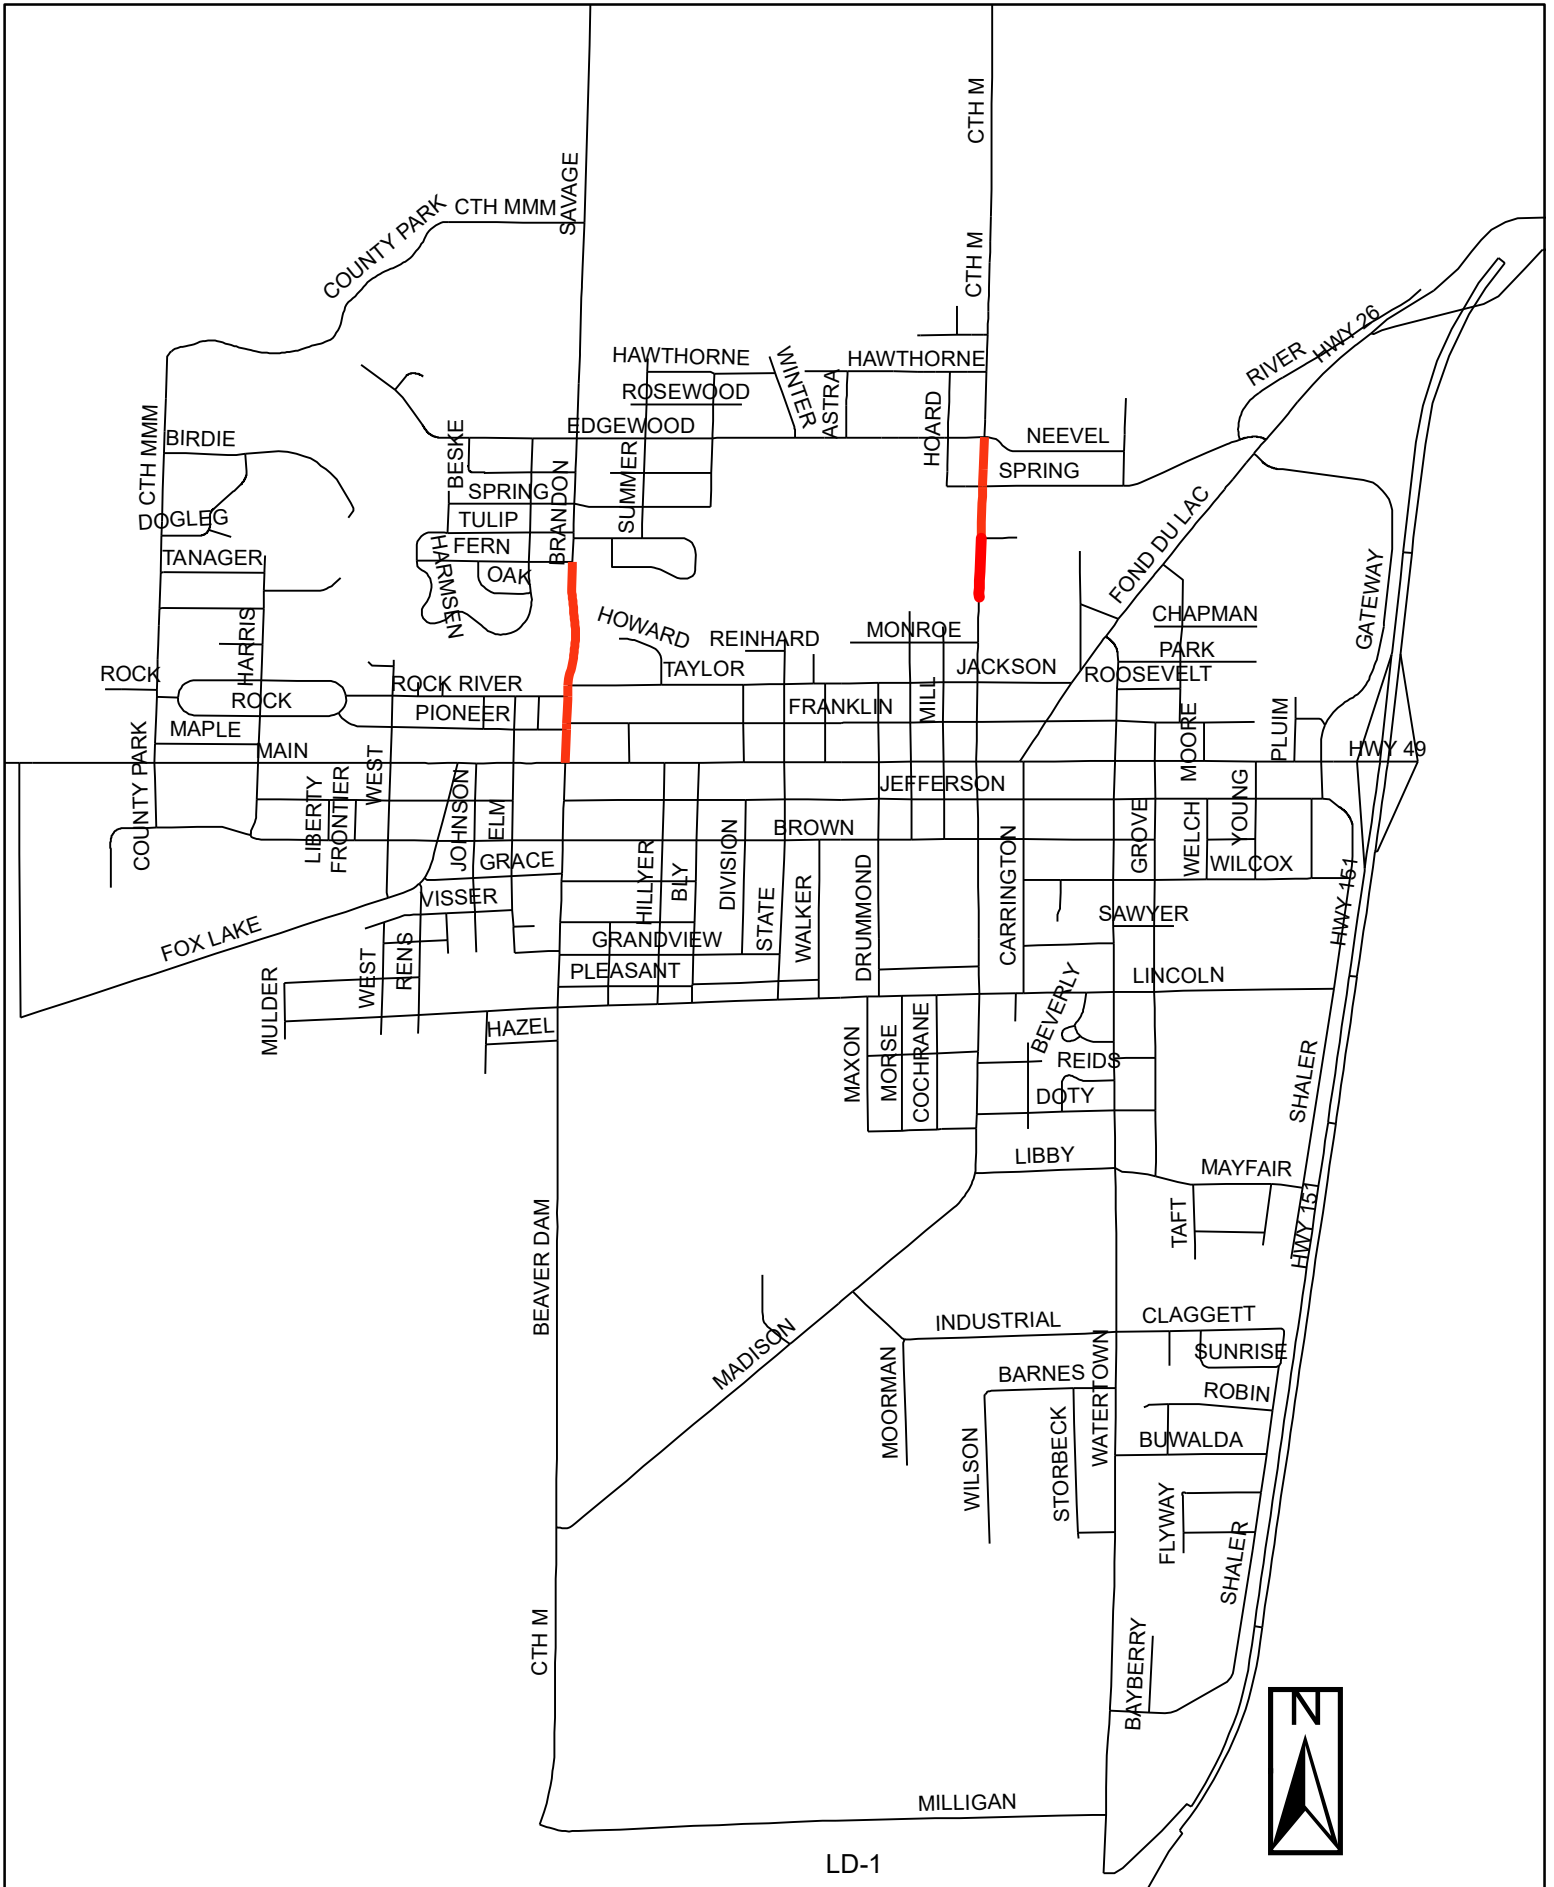 CTH M
SAVAGE
COUNTY PARK
CTH MMM
CTH M
HWY 26
RIVER
HAWTHORNE
WINTER
HAWTHORNE
ROSEWOOD
ASTRA
HOARD
EDGEWOOD
NEEVEL
CTH MMM
BIRDIE
BESKE
SUMMER
SPRING
BRANDON
SPRING
DOGLEG
TULIP
FOND DU LAC
TANAGER
FERN
HARMSEN
OAK
GATEWAY
HARRIS
HOWARD
REINHARD
MONROE
CHAPMAN
PARK
ROCK
TAYLOR
JACKSON
ROOSEVELT
ROCK RIVER
ROCK
PIONEER
FRANKLIN
MILL
MOORE
PLUIM
MAPLE
MAIN
HWY 49
COUNTY PARK
WEST
LIBERTY
FRONTIER
JOHNSON
ELM
JEFFERSON
YOUNG
BROWN
GROVE
WELCH
GRACE
HILLYER
BLY
DIVISION
WILCOX
VISSER
STATE
WALKER
DRUMMOND
CARRINGTON
HWY 151
SAWYER
FOX LAKE
GRANDVIEW
WEST
RENS
PLEASANT
LINCOLN
MULDER
HAZEL
BEVERLY
MAXON
MORSE
COCHRANE
REIDS
DOTY
SHALER
LIBBY
MAYFAIR
TAFT
HWY 151
BEAVER DAM
INDUSTRIAL
CLAGGETT
MADISON
SUNRISE
MOORMAN
BARNES
WATERTOWN
ROBIN
WILSON
STORBECK
BUWALDA
FLYWAY
SHALER
CTH M
BAYBERRY
N
MILLIGAN
LD-1